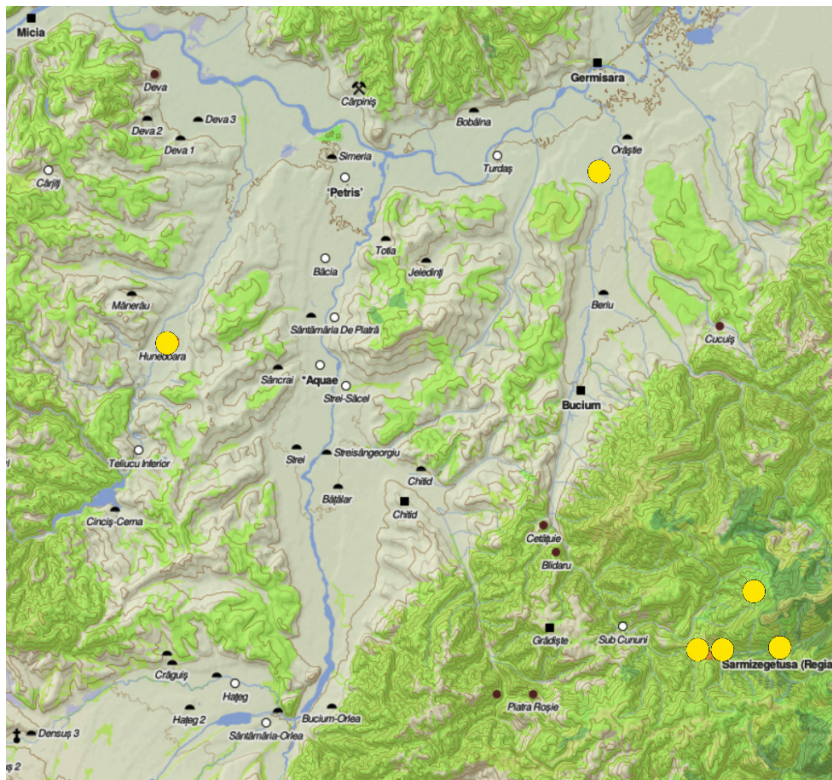 Micia
Deva
Cărpiniș
Germisara
Deva 2
Deva 3
Deva 1
Bobâlna
Orăștie
Simeria
Turdaș
'Petris'
Totia
Băcia
Jeledinți
Mănerău
Beriu
Sântămăria De Piatră
Cucuiș
Hunedoara
Sâncrai
*Aquae
Strei-Săcel
Bucium
Teliucu Inferior
Strei
Streisângeorgiu
Chitid
Bățălar
Cinciș-Cerna
Chitid
Cetățuie
Blidaru
Grădiște
Sub Cununi
Sarmizegetusa (Regia
Crăguiș
Hațeg
Piatra Roșie
Hațeg 2
Bucium-Orlea
Sântămăria-Orlea
Densuș 3